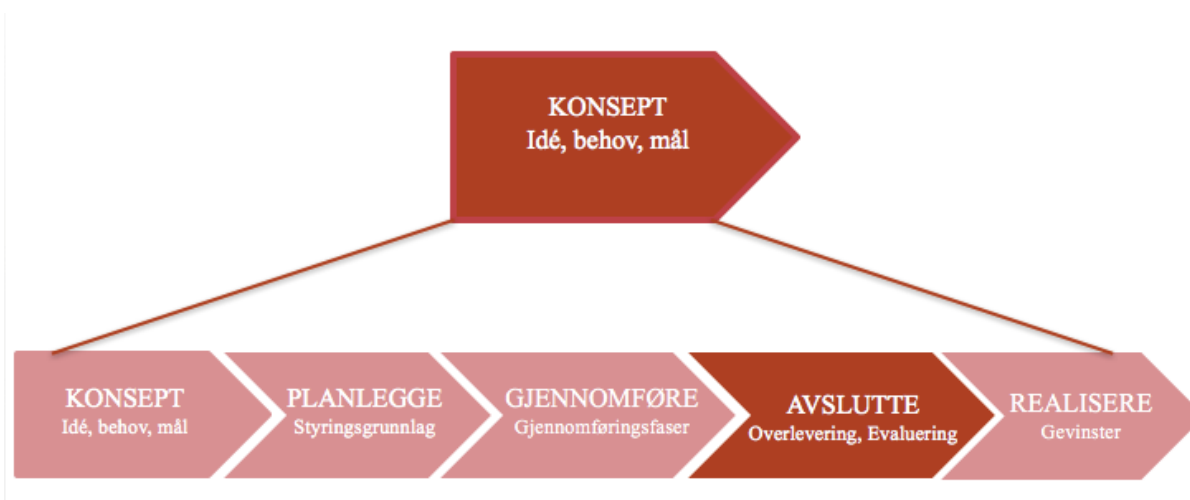 KONSEPT
Idé, behov, mål
KONSEPT
Idé, behov, mål
PLANLEGGE
Styringsgrunnlag
GJENNOMFØRE
Gjennomføringsfaser
AVSLUTTE
Overlevering, Evaluering
REALISERE
Gevinster